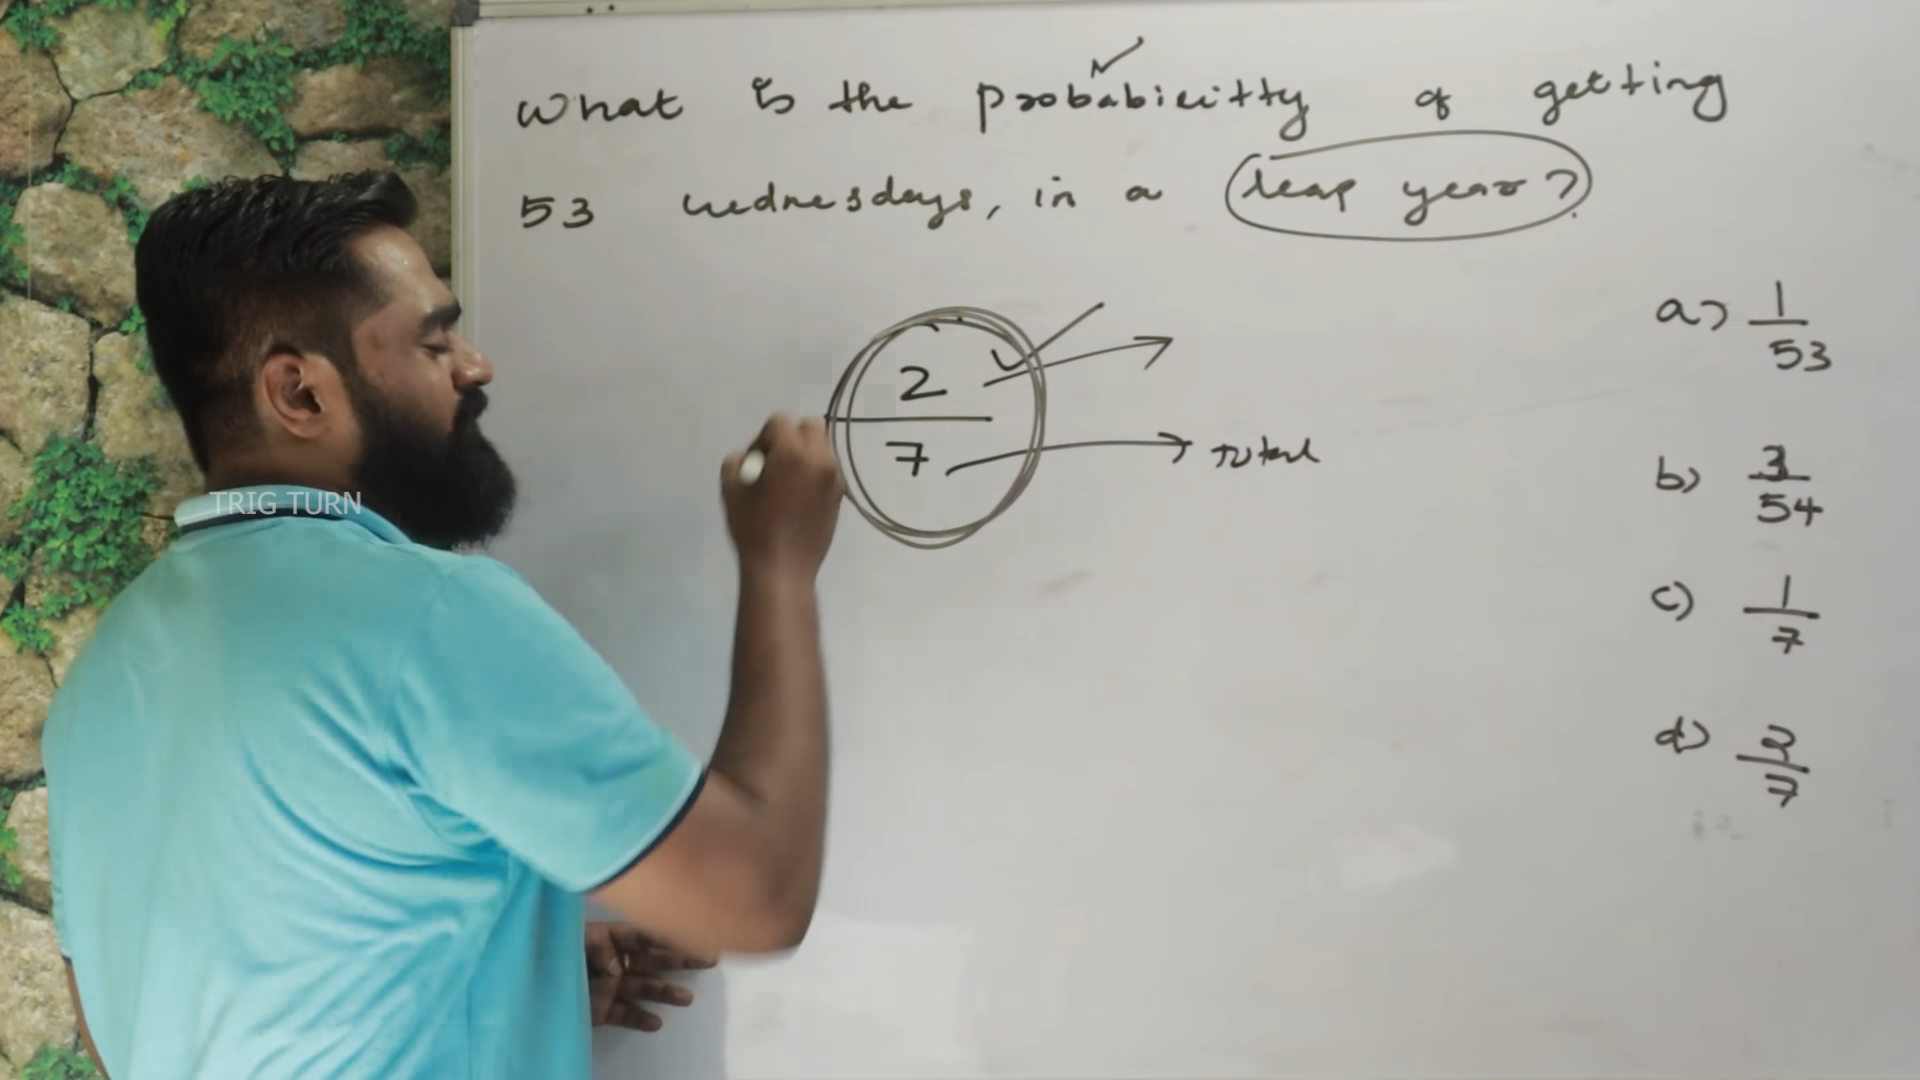 What is the probabilitty of getting
53 wednesdays, in a leap year?
2
7
total
a) 1
53
b) 3
54
c) 1
7
d) 2
7
TRIG TURN